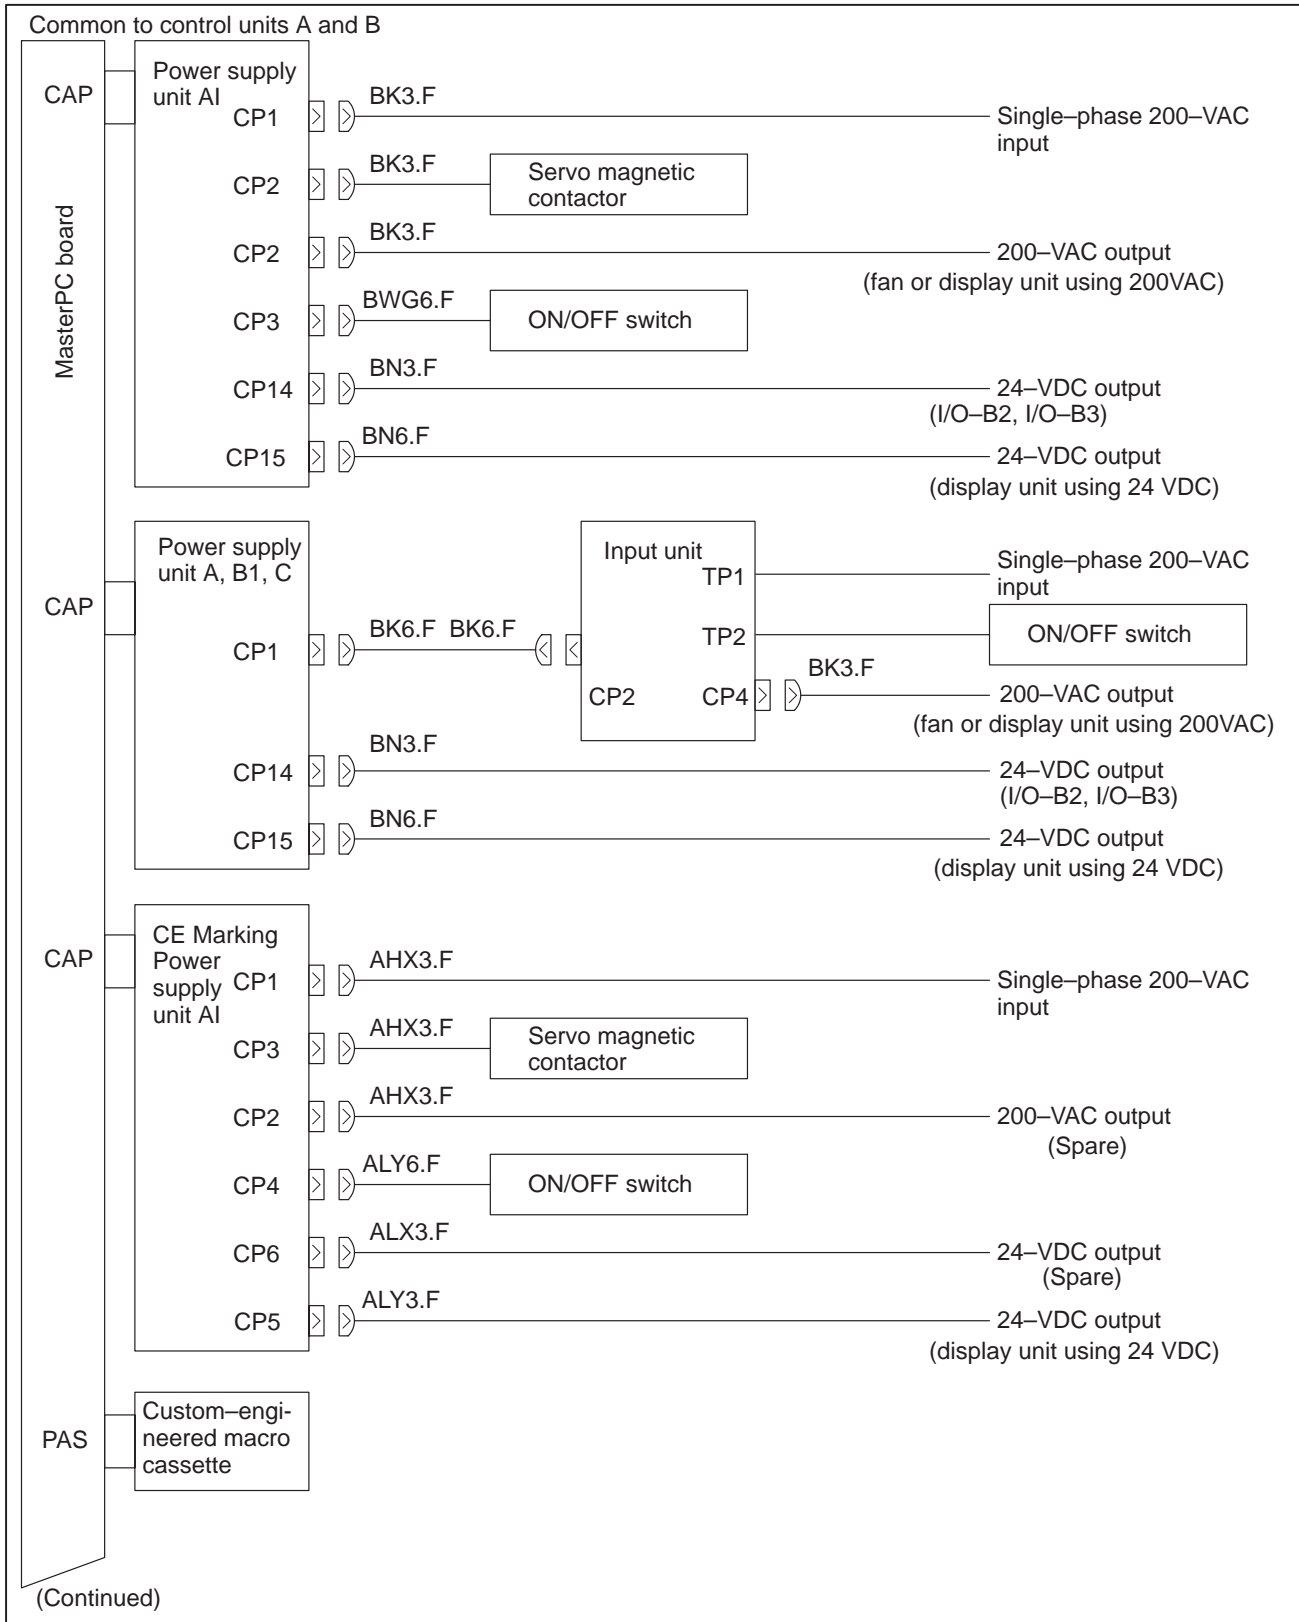 Common to control units A and B
MasterPC board
CAP
Power supply
unit AI
CP1
BK3.F
Single–phase 200–VAC
input
CP2
BK3.F
Servo magnetic
contactor
CP2
BK3.F
200–VAC output
(fan or display unit using 200VAC)
CP3
BWG6.F
ON/OFF switch
CP14
BN3.F
24–VDC output
(I/O–B2, I/O–B3)
CP15
BN6.F
24–VDC output
(display unit using 24 VDC)
CAP
Power supply
unit A, B1, C
CP1
BK6.F BK6.F
Input unit
CP2
TP1
Single–phase 200–VAC
input
TP2
ON/OFF switch
CP4
BK3.F
200–VAC output
(fan or display unit using 200VAC)
CP14
BN3.F
24–VDC output
(I/O–B2, I/O–B3)
CP15
BN6.F
24–VDC output
(display unit using 24 VDC)
CAP
CE Marking
Power
supply
unit AI
CP1
AHX3.F
Single–phase 200–VAC
input
CP3
AHX3.F
Servo magnetic
contactor
CP2
AHX3.F
200–VAC output
(Spare)
CP4
ALY6.F
ON/OFF switch
CP6
ALX3.F
24–VDC output
(Spare)
CP5
ALY3.F
24–VDC output
(display unit using 24 VDC)
PAS
Custom–engi-
neered macro
cassette
(Continued)